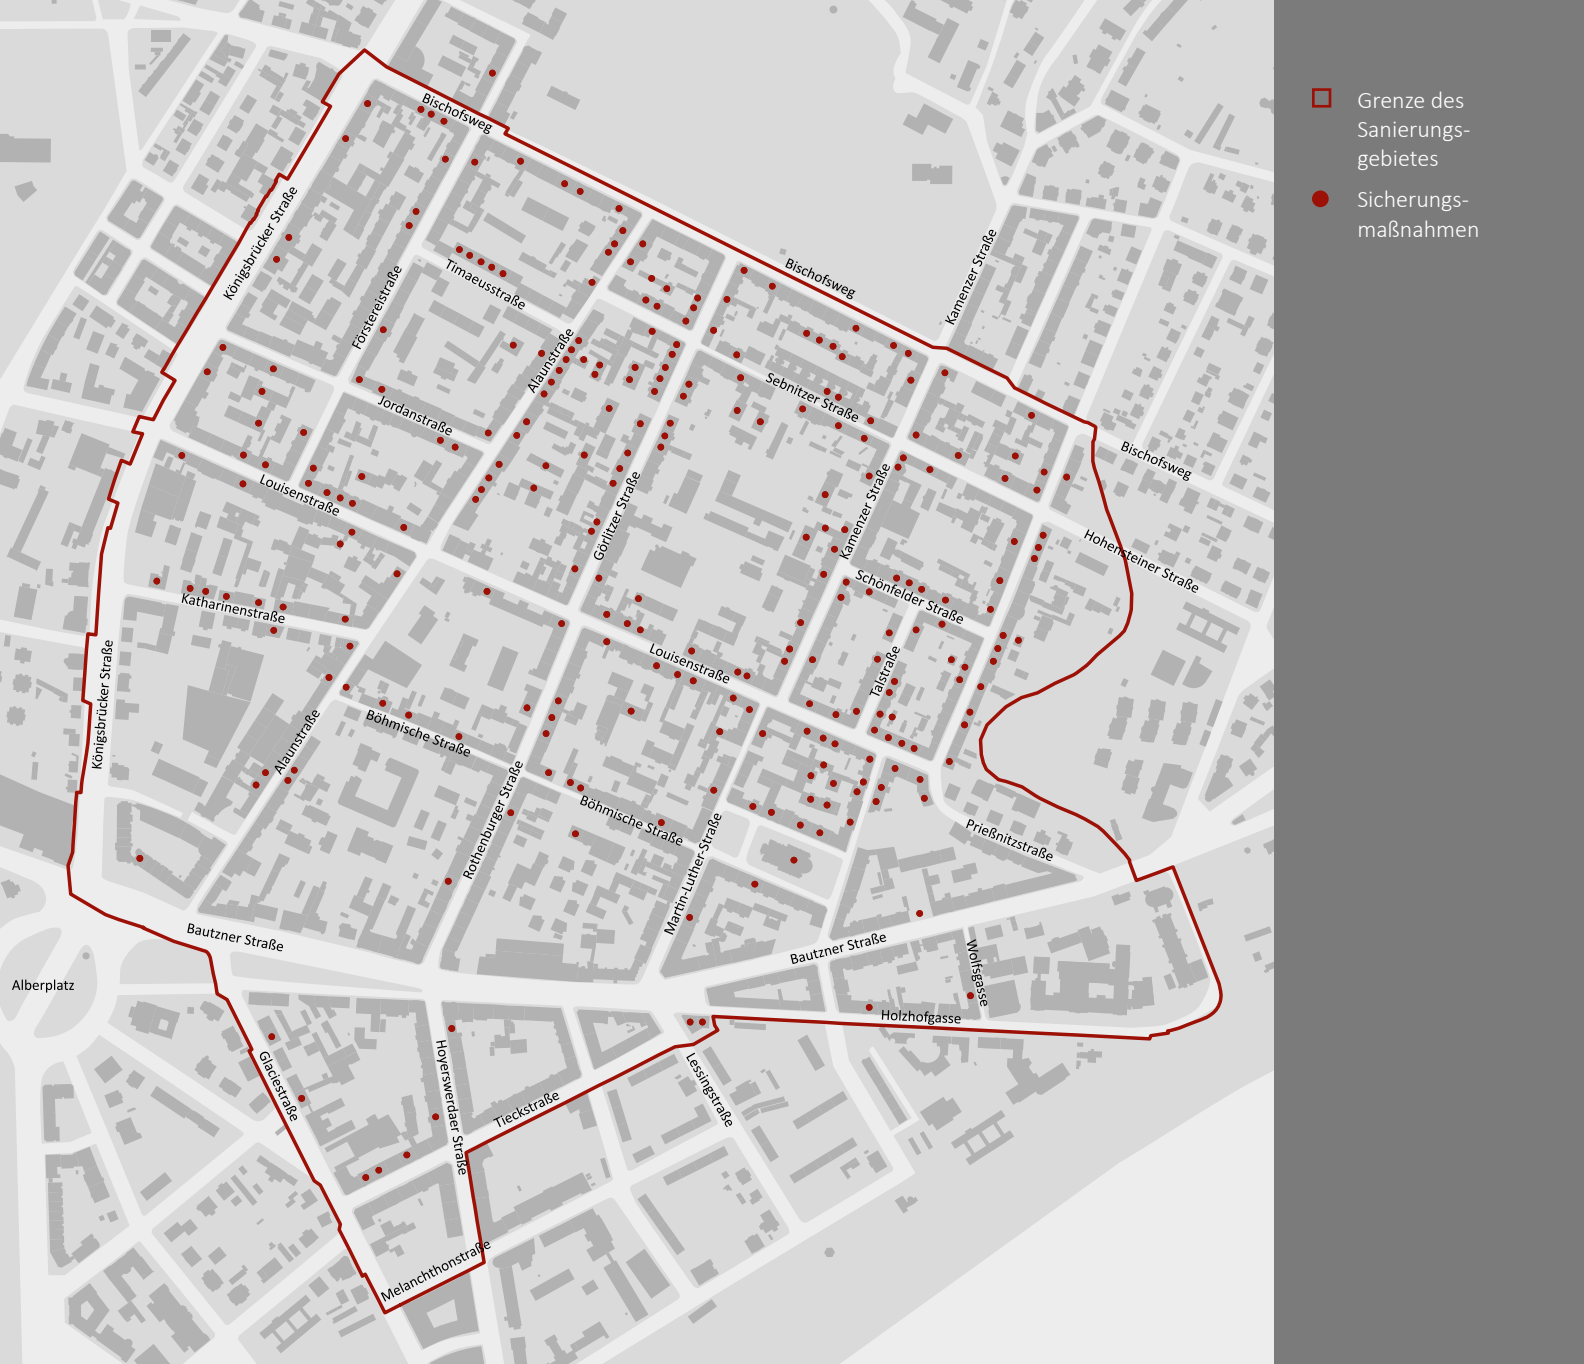 Grenze des
Sanierungs-
gebietes
Sicherungs-
maßnahmen
Bischofsweg
Königsbrücker Straße
Förstereistraße
Timaeusstraße
Alaunstraße
Jordanstraße
Louisenstraße
Bischofsweg
Kamenzer Straße
Sebnitzer Straße
Bischofsweg
Görlitzer Straße
Kamenzer Straße
Hohensteiner Straße
Schönfelder Straße
Katharinenstraße
Louisenstraße
Talstraße
Königsbrücker Straße
Alaunstraße
Böhmische Straße
Rothenburger Straße
Böhmische Straße
Martin-Luther-Straße
Prießnitzstraße
Bautzner Straße
Bautzner Straße
Wolfsgasse
Alberplatz
Holzhofgasse
Glaciestraße
Hoyerswerdaer Straße
Tieckstraße
Lessingstraße
Melanchthonstraße